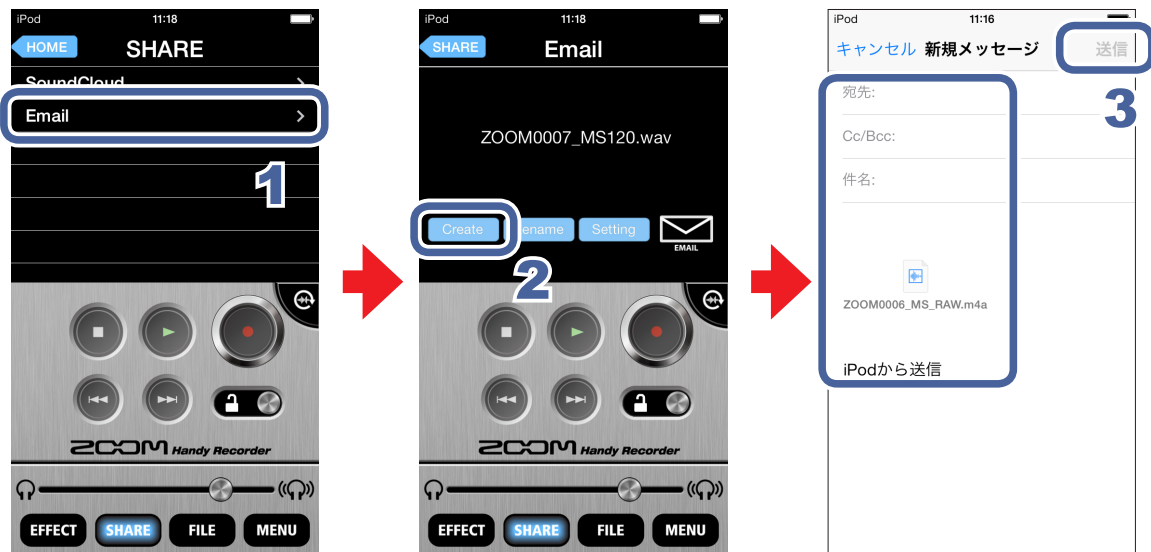 iPod 11:18
HOME SHARE
SoundCloud
Email
1
ZOOM Handy Recorder
EFFECT SHARE FILE MENU
iPod 11:18
SHARE Email
ZOOM0007_MS120.wav
Create ename Setting
EMAIL
2
ZOOM Handy Recorder
EFFECT SHARE FILE MENU
iPod 11:16
キャンセル 新規メッセージ 送信
3
宛先:
Cc/Bcc:
件名:
ZOOM0006_MS_RAW.m4a
iPodから送信